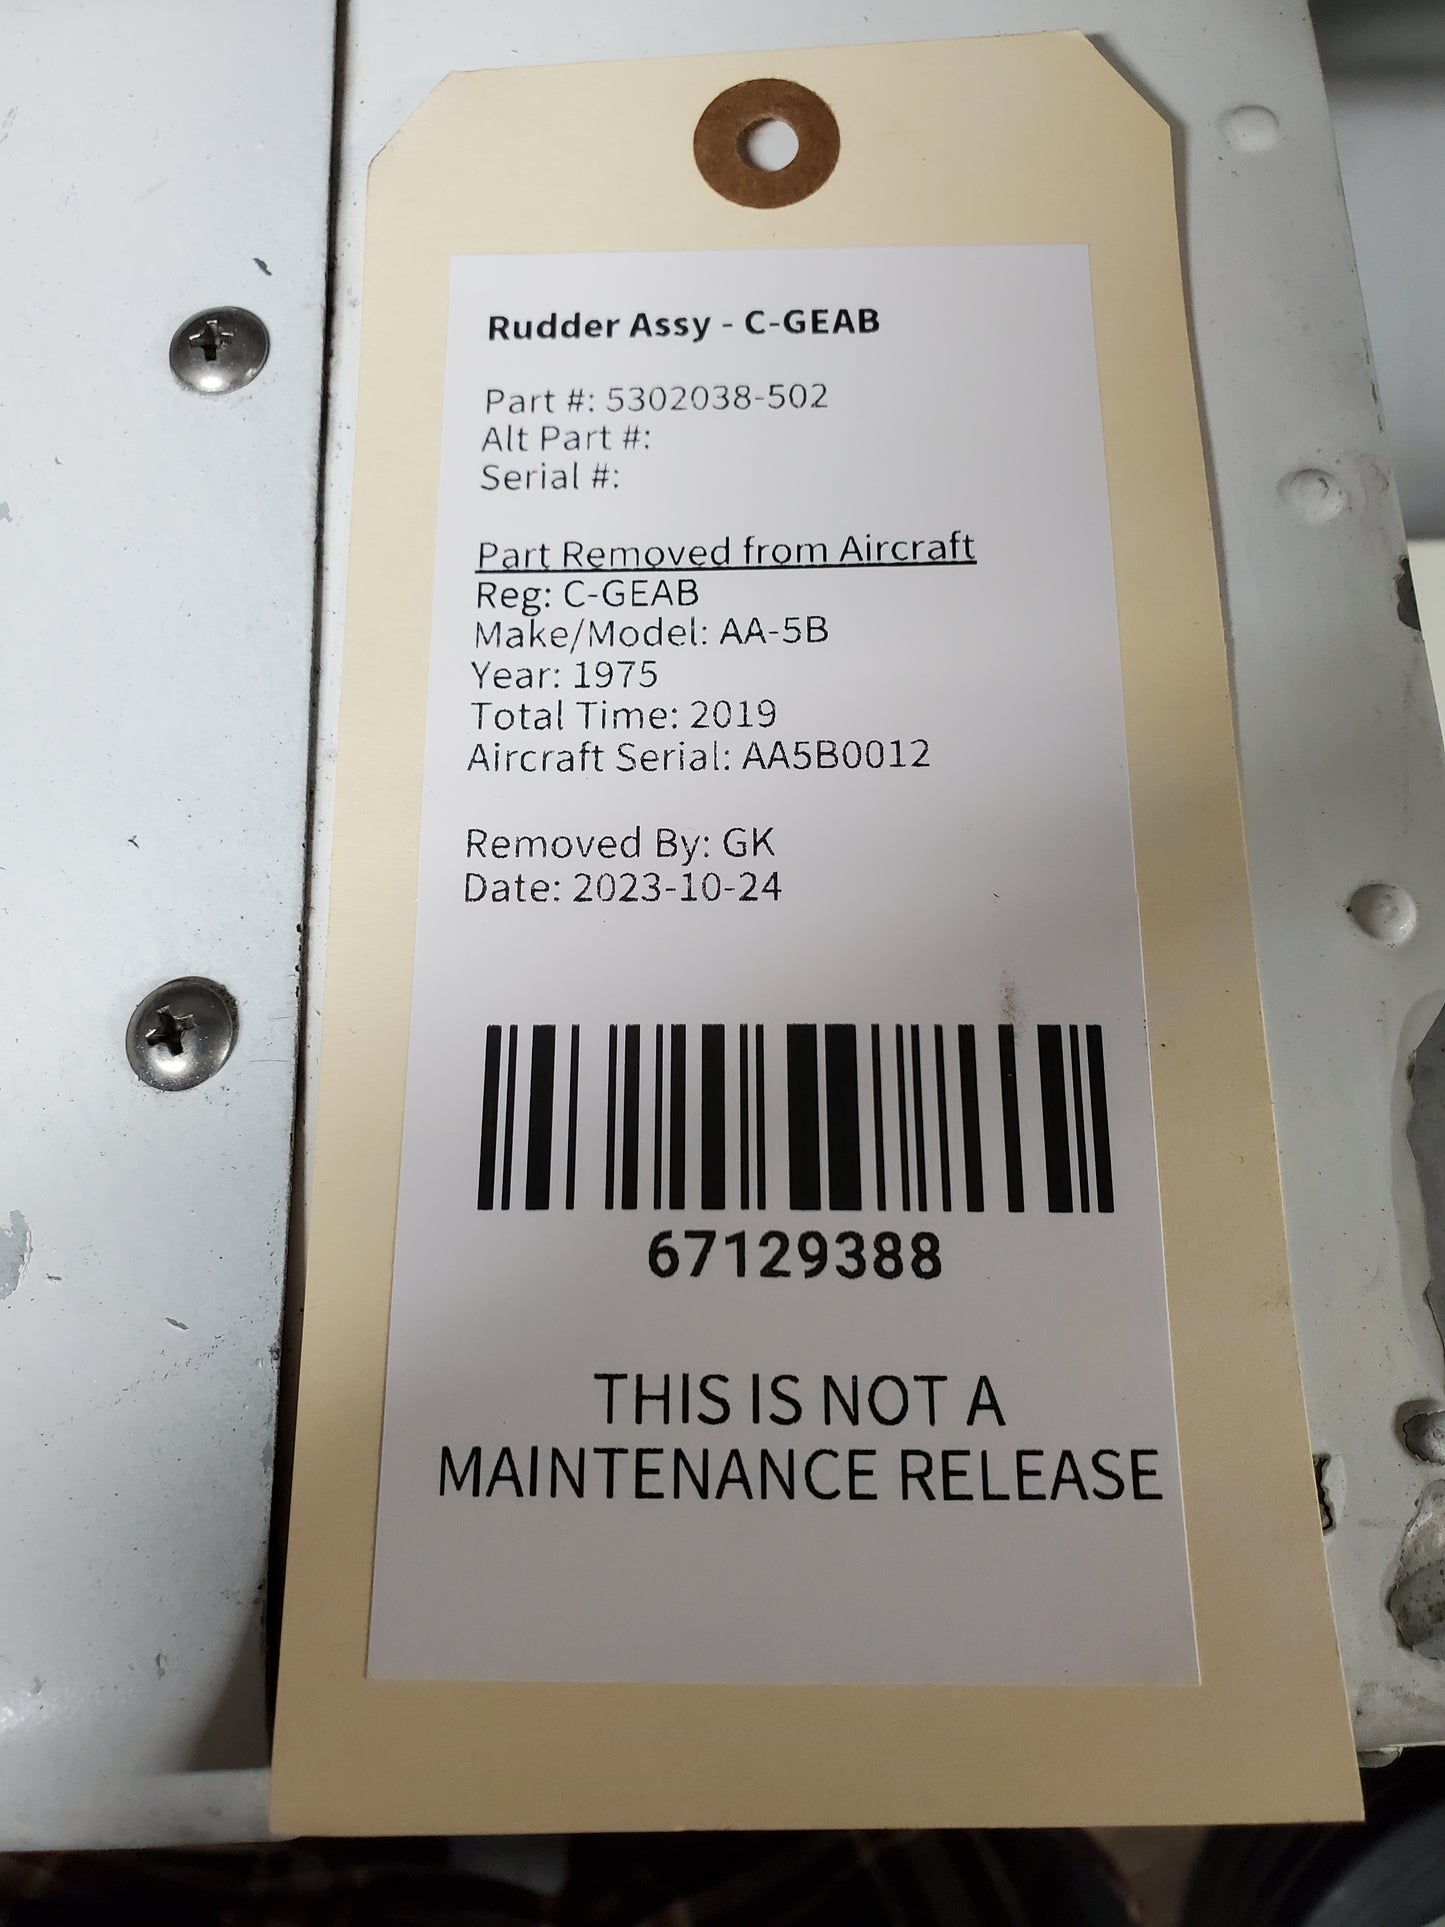 Rudder Assy - C-GEAB
Part #: 5302038-502
Alt Part #:
Serial #:
Part Removed from Aircraft
Reg: C-GEAB
Make/Model: AA-5B
Year: 1975
Total Time: 2019
Aircraft Serial: AA5B0012
Removed By: GK
Date: 2023-10-24
67129388
THIS IS NOT A
MAINTENANCE RELEASE